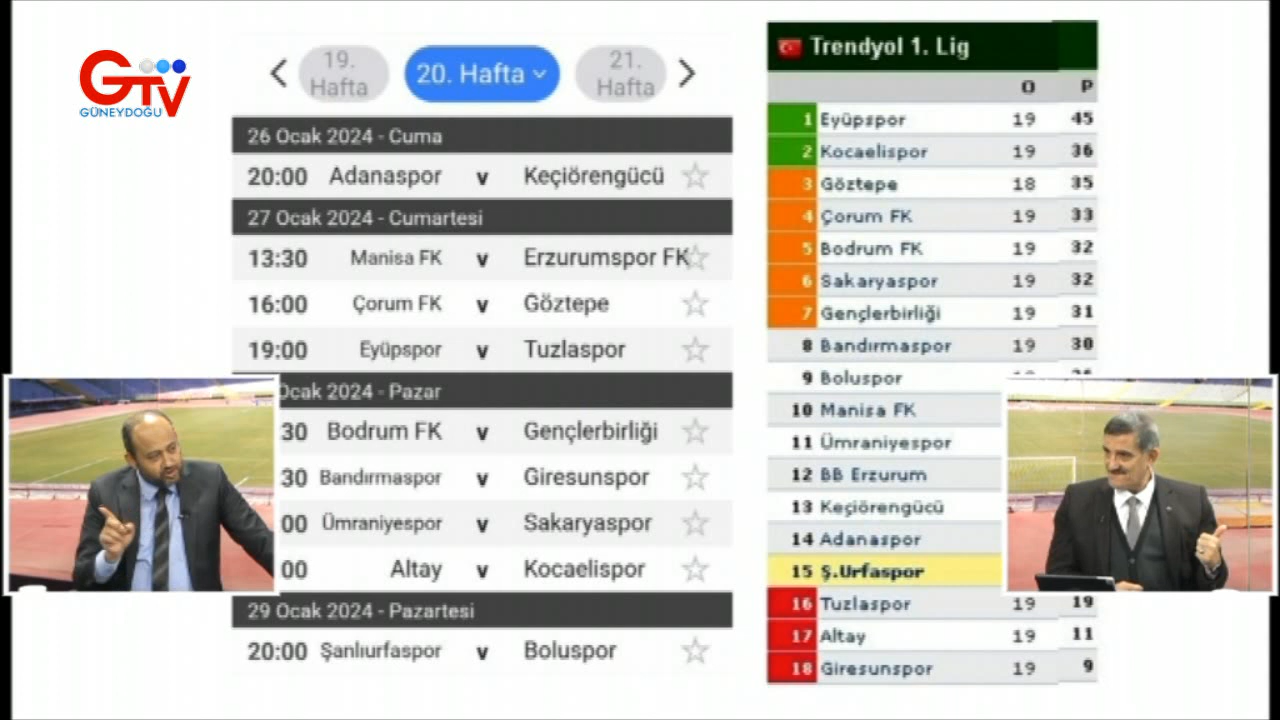 GTV
GÜNEYDOĞU
19. Hafta
20. Hafta
21. Hafta
26 Ocak 2024 - Cuma
20:00 Adanaspor v Keçiörengücü
27 Ocak 2024 - Cumartesi
13:30 Manisa FK v Erzurumspor FK
16:00 Çorum FK v Göztepe
19:00 Eyüpspor v Tuzlaspor
Ocak 2024 - Pazar
30 Bodrum FK v Gençlerbirliği
30 Bandırmaspor v Giresunspor
00 Ümraniyespor v Sakaryaspor
00 Altay v Kocaelispor
29 Ocak 2024 - Pazartesi
20:00 Şanlıurfaspor v Boluspor
Trendyol 1. Lig
O P
1 Eyüpspor 19 45
2 Kocaelispor 19 36
3 Göztepe 18 35
4 Çorum FK 19 33
5 Bodrum FK 19 32
6 Sakaryaspor 19 32
7 Gençlerbirliği 19 31
8 Bandırmaspor 19 30
9 Boluspor
10 Manisa FK
11 Ümraniyespor
12 BB Erzurum
13 Keçiörengücü
14 Adanaspor
15 Ş.Urfaspor
16 Tuzlaspor 19 19
17 Altay 19 11
18 Giresunspor 19 9